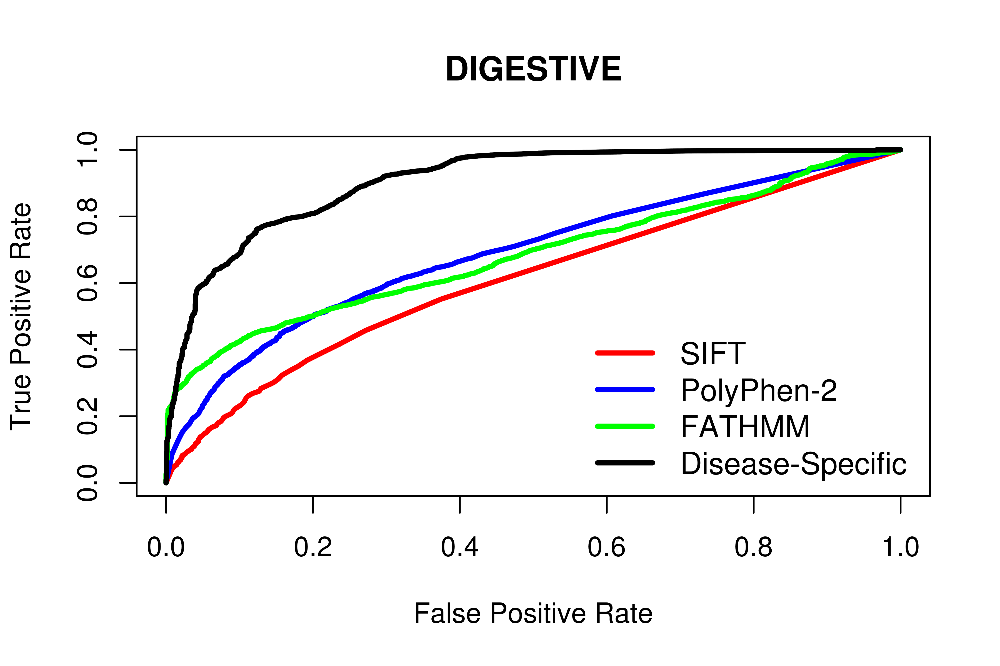 DIGESTIVE
True Positive Rate
1.0
0.8
0.6
0.4
0.2
0.0
SIFT
PolyPhen-2
FATHMM
Disease-Specific
0.0 0.2 0.4 0.6 0.8 1.0
False Positive Rate